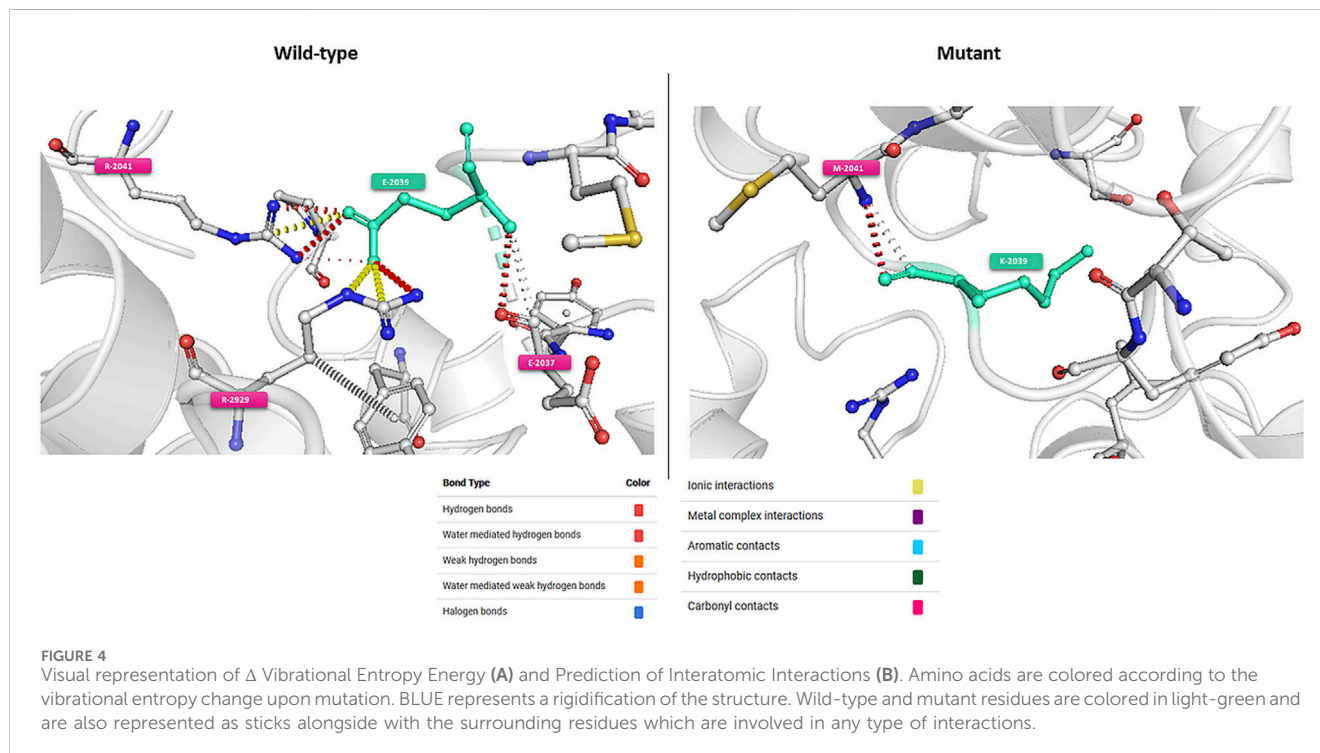 Wild-type
Mutant
R-2041
E-2039
R-2929
E-2037
M-2041
K-2039
Bond Type Color
Hydrogen bonds
Water mediated hydrogen bonds
Weak hydrogen bonds
Water mediated weak hydrogen bonds
Halogen bonds
Ionic interactions
Metal complex interactions
Aromatic contacts
Hydrophobic contacts
Carbonyl contacts
FIGURE 4
Visual representation of Δ Vibrational Entropy Energy (A) and Prediction of Interatomic Interactions (B). Amino acids are colored according to the
vibrational entropy change upon mutation. BLUE represents a rigidification of the structure. Wild-type and mutant residues are colored in light-green and
are also represented as sticks alongside with the surrounding residues which are involved in any type of interactions.